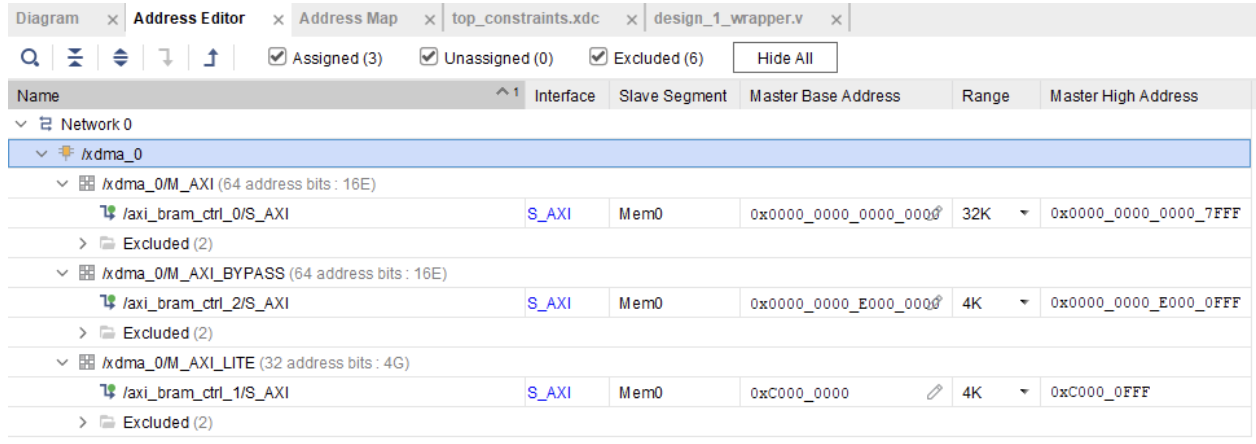 Diagram × Address Editor × Address Map × top_constraints.xdc × design_1_wrapper.v ×
Assigned (3) Unassigned (0) Excluded (6) Hide All
Name 1 Interface Slave Segment Master Base Address Range Master High Address
Network 0
/xdma_0
/xdma_0/M_AXI (64 address bits : 16E)
/axi_bram_ctrl_0/S_AXI S_AXI Mem0 0x0000_0000_0000_0000 32K 0x0000_0000_0000_7FFF
Excluded (2)
/xdma_0/M_AXI_BYPASS (64 address bits : 16E)
/axi_bram_ctrl_2/S_AXI S_AXI Mem0 0x0000_0000_E000_0000 4K 0x0000_0000_E000_0FFF
Excluded (2)
/xdma_0/M_AXI_LITE (32 address bits : 4G)
/axi_bram_ctrl_1/S_AXI S_AXI Mem0 0xC000_0000 4K 0xC000_0FFF
Excluded (2)